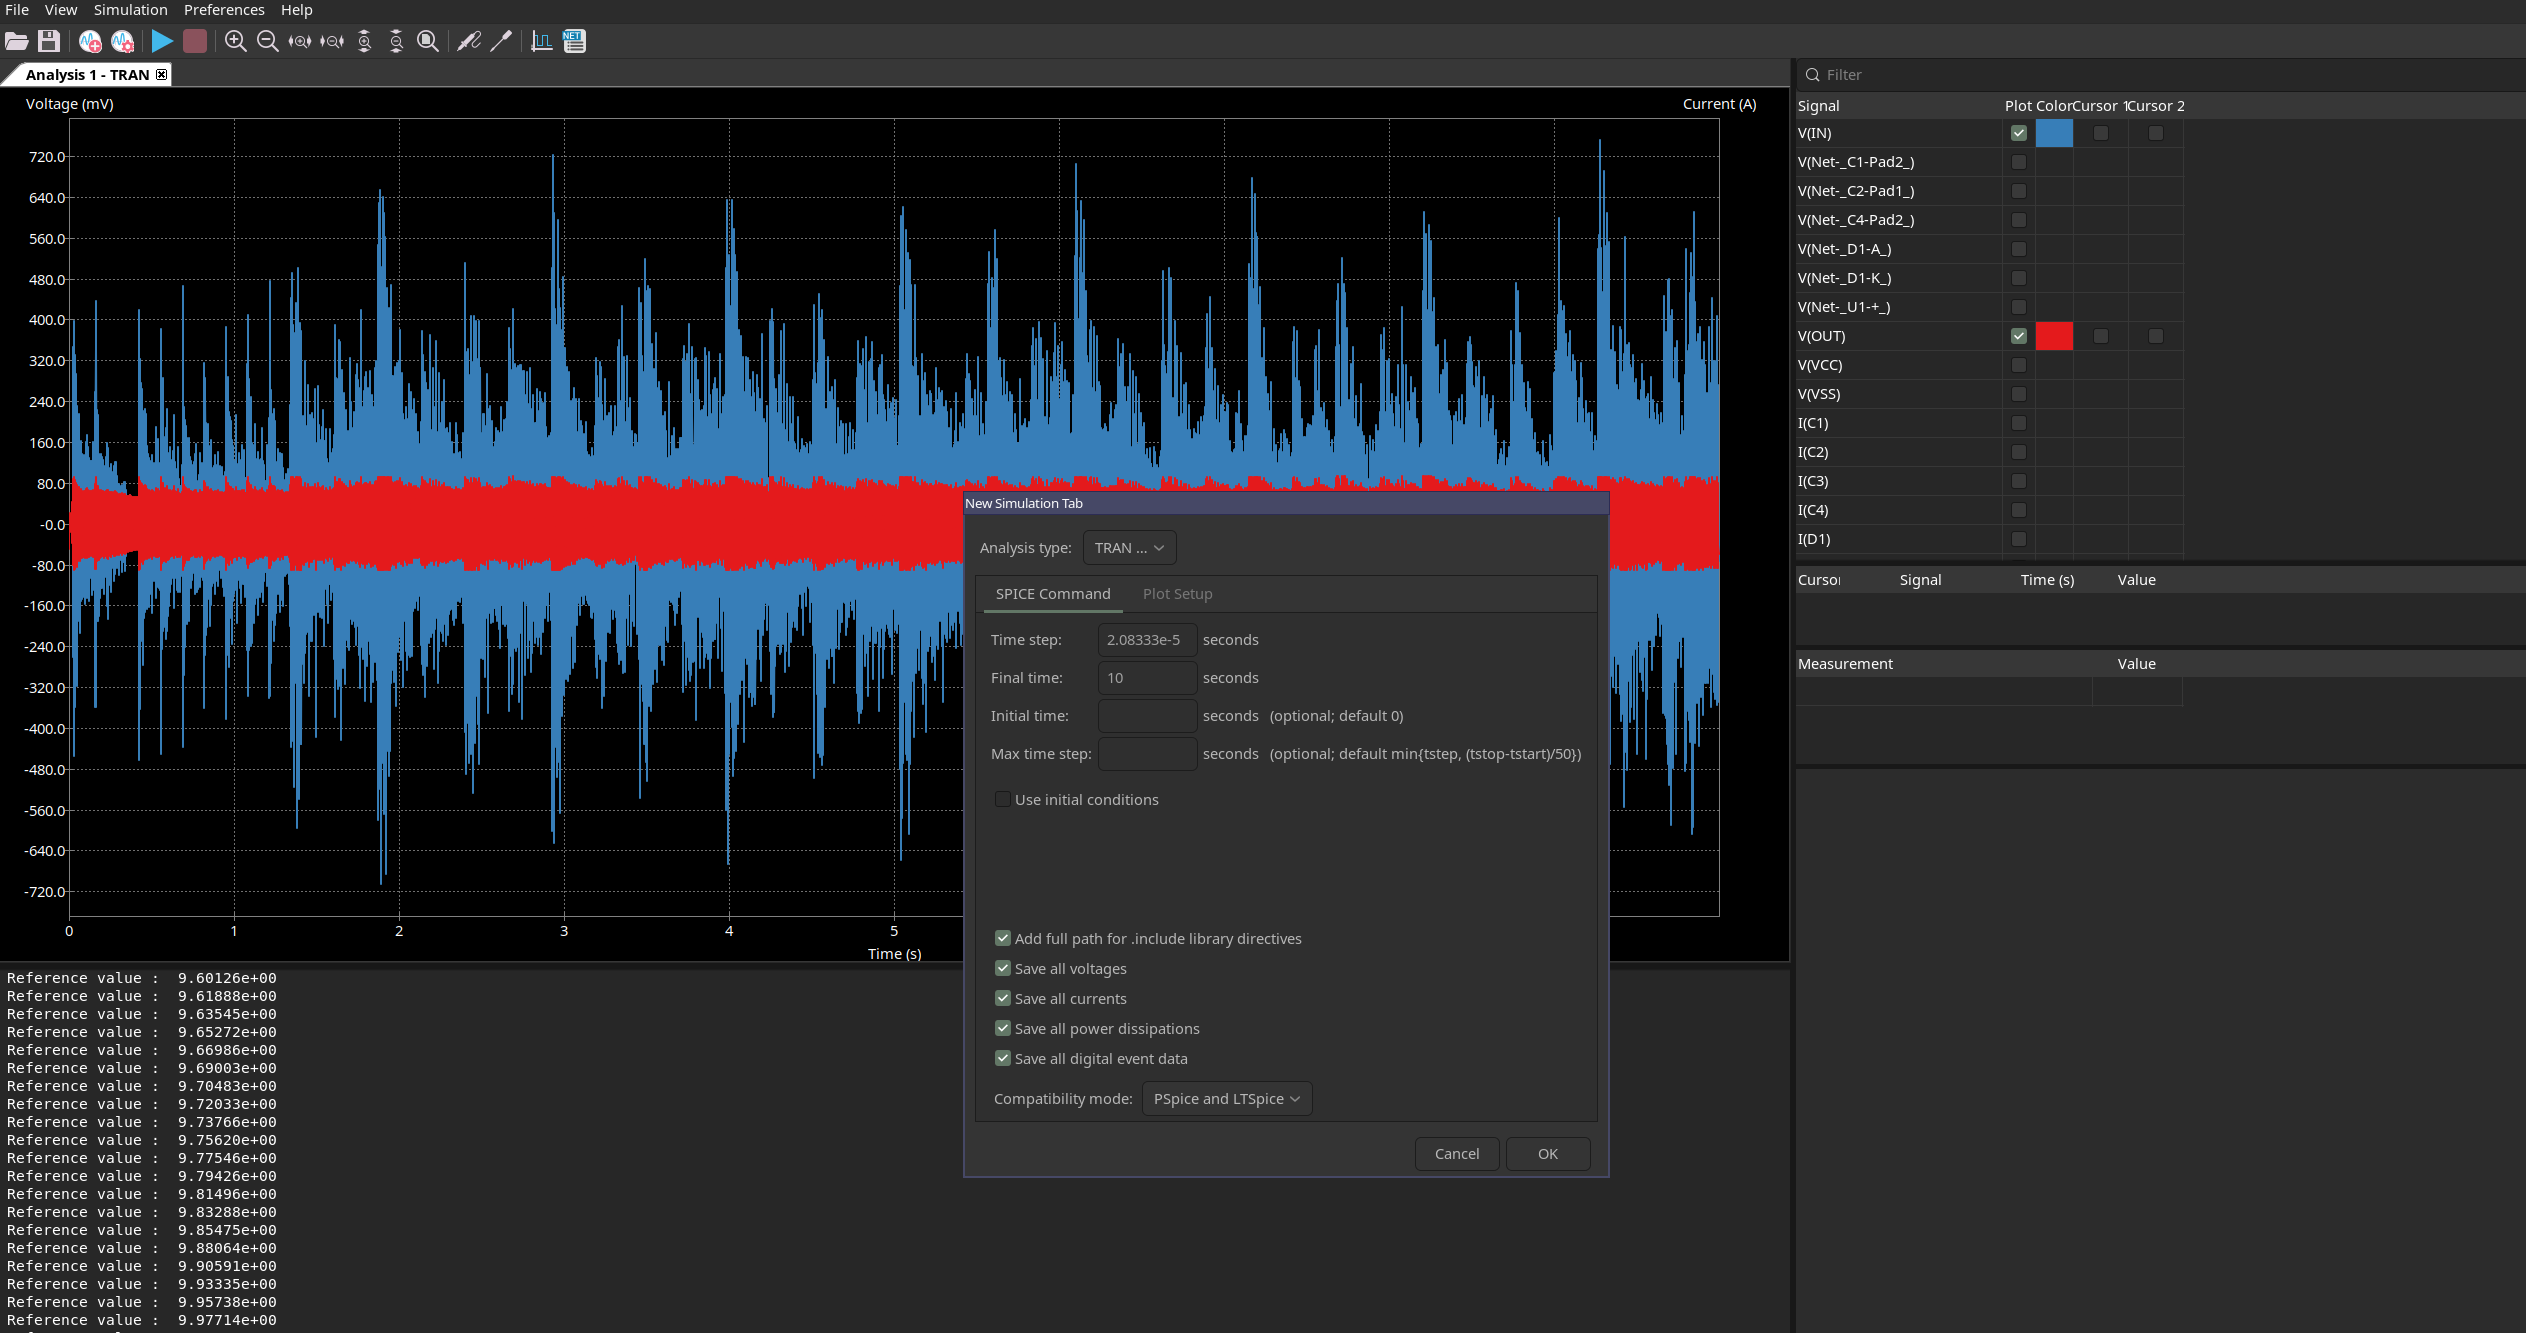 File View Simulation Preferences Help
NET
Analysis 1 - TRAN
Voltage (mV)
Current (A)
720.0
640.0
560.0
480.0
400.0
320.0
240.0
160.0
80.0
-0.0
-80.0
-160.0
-240.0
-320.0
-400.0
-480.0
-560.0
-640.0
-720.0
0 1 2 3 4 5
Time (s)
New Simulation Tab
Analysis type: TRAN ...
SPICE Command Plot Setup
Time step: 2.08333e-5 seconds
Final time: 10 seconds
Initial time: seconds (optional; default 0)
Max time step: seconds (optional; default min{tstep, (tstop-tstart)/50})
Use initial conditions
Add full path for .include library directives
Save all voltages
Save all currents
Save all power dissipations
Save all digital event data
Compatibility mode: PSpice and LTSpice
Cancel OK
Reference value : 9.60126e+00
Reference value : 9.61888e+00
Reference value : 9.63545e+00
Reference value : 9.65272e+00
Reference value : 9.66986e+00
Reference value : 9.69003e+00
Reference value : 9.70483e+00
Reference value : 9.72033e+00
Reference value : 9.73766e+00
Reference value : 9.75620e+00
Reference value : 9.77546e+00
Reference value : 9.79426e+00
Reference value : 9.81496e+00
Reference value : 9.83288e+00
Reference value : 9.85475e+00
Reference value : 9.88064e+00
Reference value : 9.90591e+00
Reference value : 9.93335e+00
Reference value : 9.95738e+00
Reference value : 9.97714e+00
Filter
Signal Plot Color Cursor 1 Cursor 2
V(IN)
V(Net-_C1-Pad2_)
V(Net-_C2-Pad1_)
V(Net-_C4-Pad2_)
V(Net-_D1-A_)
V(Net-_D1-K_)
V(Net-_U1-+_)
V(OUT)
V(VCC)
V(VSS)
I(C1)
I(C2)
I(C3)
I(C4)
I(D1)
Curso Signal Time (s) Value
Measurement Value